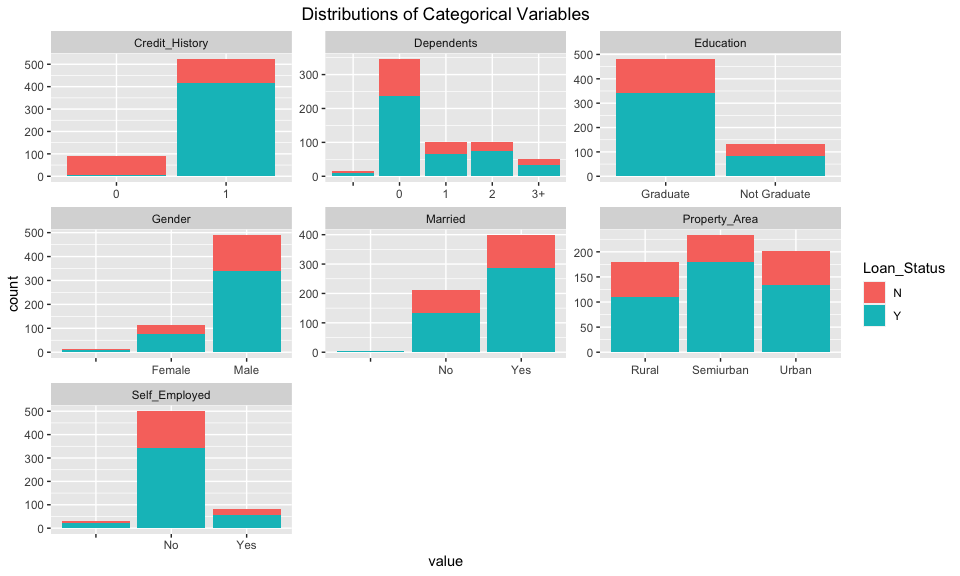 Distributions of Categorical Variables
Credit_History
500
400
300
200
100
0
0 1
Dependents
300
200
100
0
0 1 2 3+
Education
500
400
300
200
100
0
Graduate Not Graduate
Gender
500
400
300
200
100
0
Female Male
Married
400
300
200
100
0
No Yes
Property_Area
200
150
100
50
0
Rural Semiurban Urban
Self_Employed
500
400
300
200
100
0
No Yes
count
value
Loan_Status
N
Y